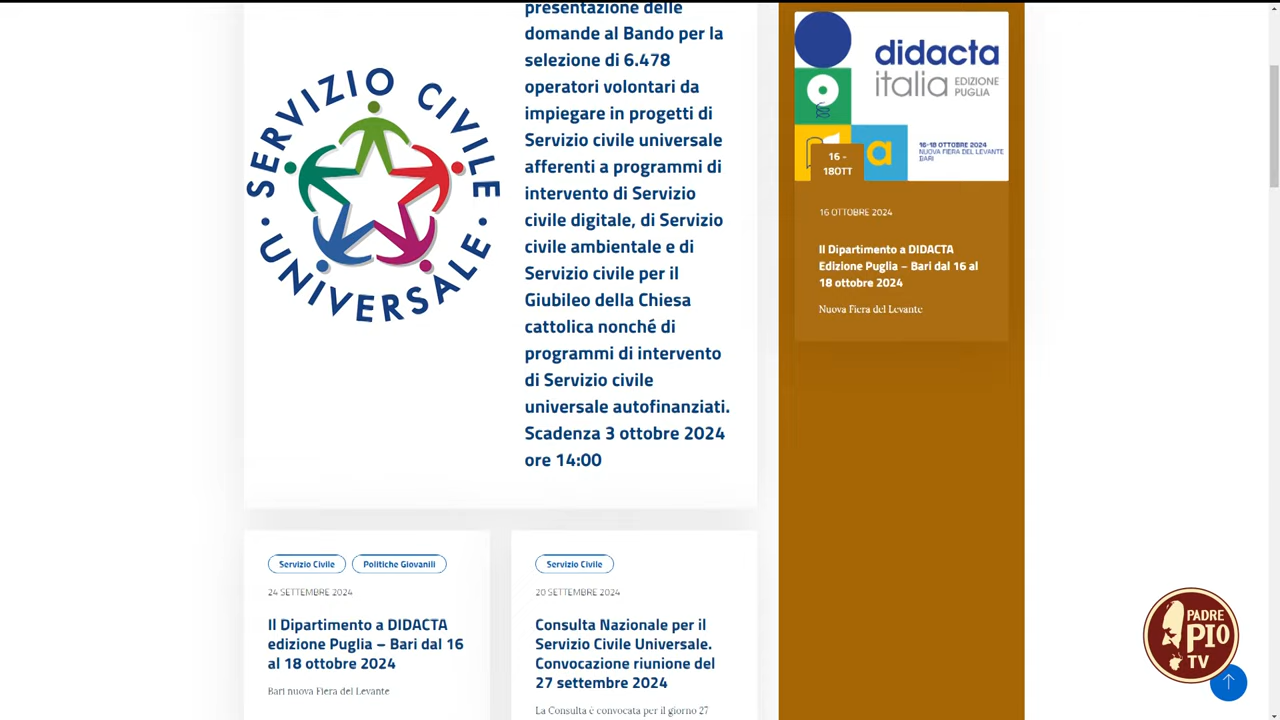 SERVIZIO CIVILE
• UNIVERSALE •
presentazione delle
domande al Bando per la
selezione di 6.478
operatori volontari da
impiegare in progetti di
Servizio civile universale
afferenti a programmi di
intervento di Servizio
civile digitale, di Servizio
civile ambientale e di
Servizio civile per il
Giubileo della Chiesa
cattolica nonché di
programmi di intervento
di Servizio civile
universale autofinanziati.
Scadenza 3 ottobre 2024
ore 14:00
didacta
italia EDIZIONE
PUGLIA
a
16-18 OTTOBRE 2024
NUOVA FIERA DEL LEVANTE
BARI
16 -
18OTT
16 OTTOBRE 2024
Il Dipartimento a DIDACTA
Edizione Puglia – Bari dal 16 al
18 ottobre 2024
Nuova Fiera del Levante
Servizio Civile
Politiche Giovanili
24 SETTEMBRE 2024
Il Dipartimento a DIDACTA
edizione Puglia – Bari dal 16
al 18 ottobre 2024
Bari nuova Fiera del Levante
Servizio Civile
20 SETTEMBRE 2024
Consulta Nazionale per il
Servizio Civile Universale.
Convocazione riunione del
27 settembre 2024
La Consulta è convocata per il giorno 27
PADRE
PIO
TV